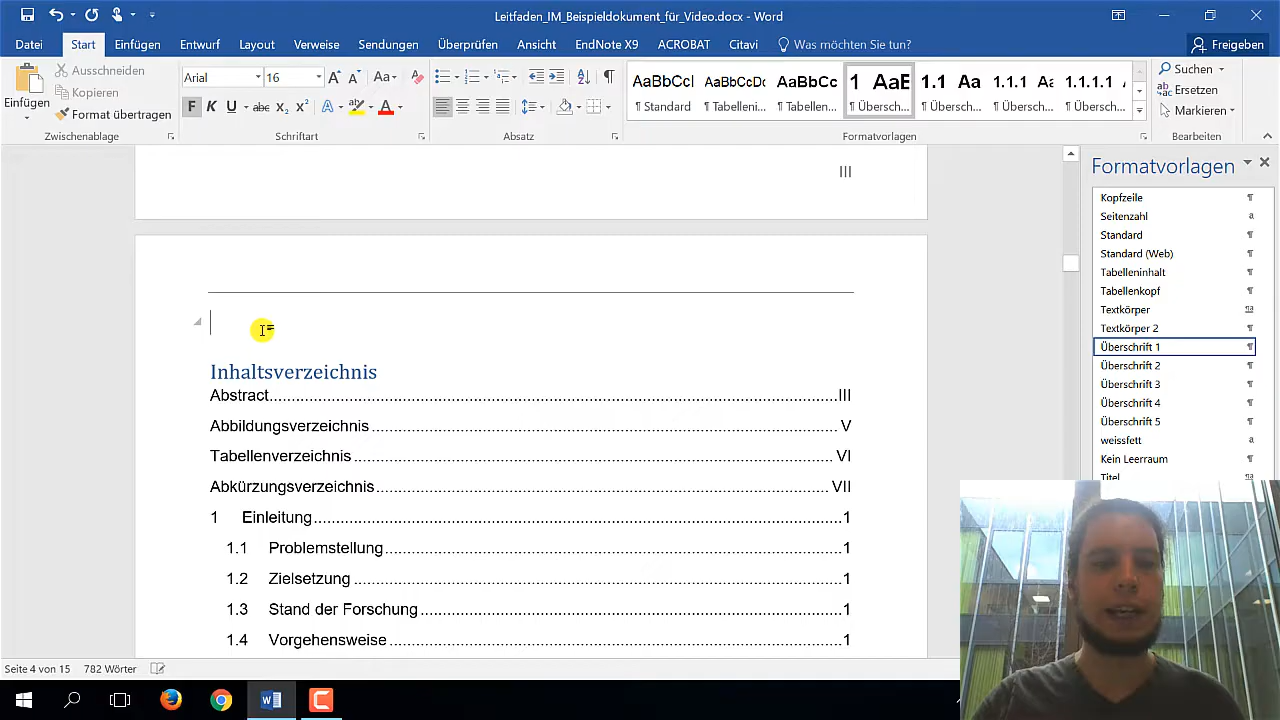 Leitfaden_IM_Beispieldokument_für_Video.docx - Word
Datei Start Einfügen Entwurf Layout Verweise Sendungen Überprüfen Ansicht EndNote X9 ACROBAT Citavi Was möchten Sie tun? Freigeben
Einfügen
Ausschneiden
Kopieren
Format übertragen
Zwischenablage
Arial 16
F K U abc X₂ X²
Schriftart
Absatz
AaBbCcI AaBbCcDc AaBbCc 1 AaE 1.1 Aa 1.1.1 Aa 1.1.1.1
¶ Standard ¶ Tabelleni... ¶ Tabellen... ¶ Übersch... ¶ Übersch... ¶ Übersch... ¶ Übersch...
Formatvorlagen
Suchen
Ersetzen
Markieren
Bearbeiten
III
Inhaltsverzeichnis
Abstract III
Abbildungsverzeichnis V
Tabellenverzeichnis VI
Abkürzungsverzeichnis VII
1 Einleitung 1
1.1 Problemstellung 1
1.2 Zielsetzung 1
1.3 Stand der Forschung 1
1.4 Vorgehensweise 1
Formatvorlagen
Kopfzeile
Seitenzahl
Standard
Standard (Web)
Tabelleninhalt
Tabellenkopf
Textkörper
Textkörper 2
Überschrift 1
Überschrift 2
Überschrift 3
Überschrift 4
Überschrift 5
weissfett
Kein Leerraum
Titel
Seite 4 von 15 782 Wörter